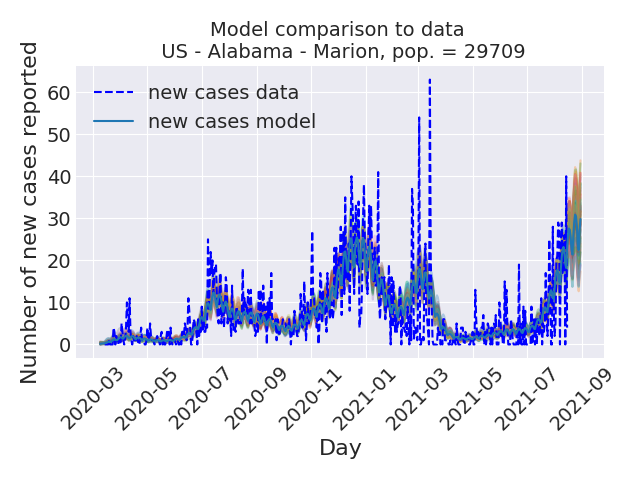 Model comparison to data
US - Alabama - Marion, pop. = 29709
Number of new cases reported
60
50
40
30
20
10
0
new cases data
new cases model
2020-03
2020-05
2020-07
2020-09
2020-11
2021-01
2021-03
2021-05
2021-07
2021-09
Day